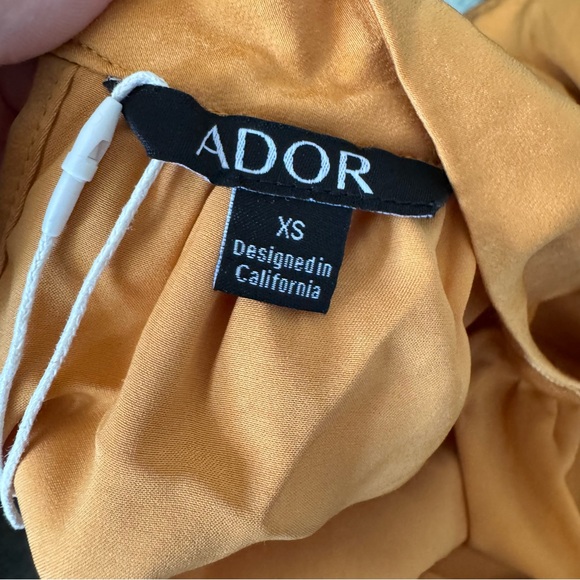 ADOR
XS
Designed in
California